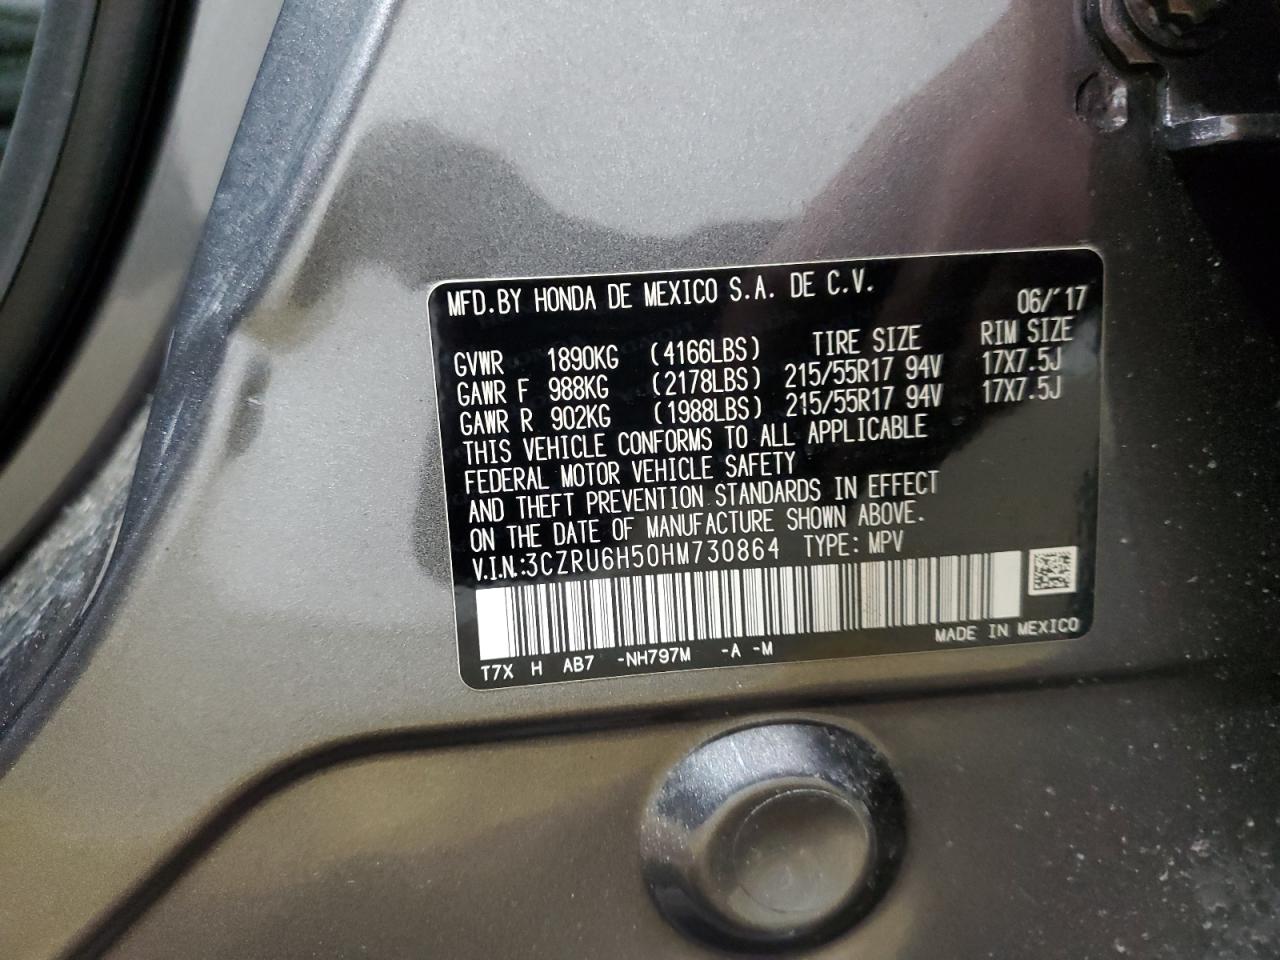 MFD.BY HONDA DE MEXICO S.A. DE C.V. 06/'17
TIRE SIZE RIM SIZE
GVWR 1890KG (4166LBS)
GAWR F 988KG (2178LBS) 215/55R17 94V 17X7.5J
GAWR R 902KG (1988LBS) 215/55R17 94V 17X7.5J
THIS VEHICLE CONFORMS TO ALL APPLICABLE
FEDERAL MOTOR VEHICLE SAFETY
AND THEFT PREVENTION STANDARDS IN EFFECT
ON THE DATE OF MANUFACTURE SHOWN ABOVE.
V.I.N.:3CZRU6H50HM730864 TYPE: MPV
MADE IN MEXICO
T7X H AB7 -NH797M -A -M